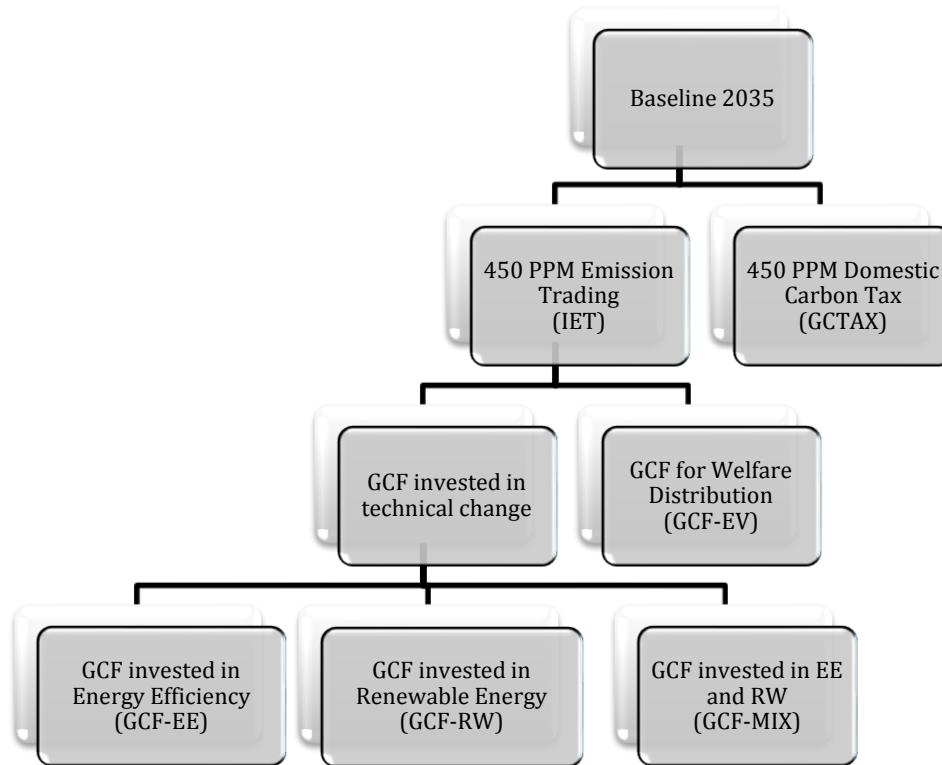 Baseline 2035
450 PPM Emission
Trading
(IET)
450 PPM Domestic
Carbon Tax
(GCTAX)
GCF invested in
technical change
GCF for Welfare
Distribution
(GCF-EV)
GCF invested in
Energy Efficiency
(GCF-EE)
GCF invested in
Renewable Energy
(GCF-RW)
GCF invested in EE
and RW
(GCF-MIX)